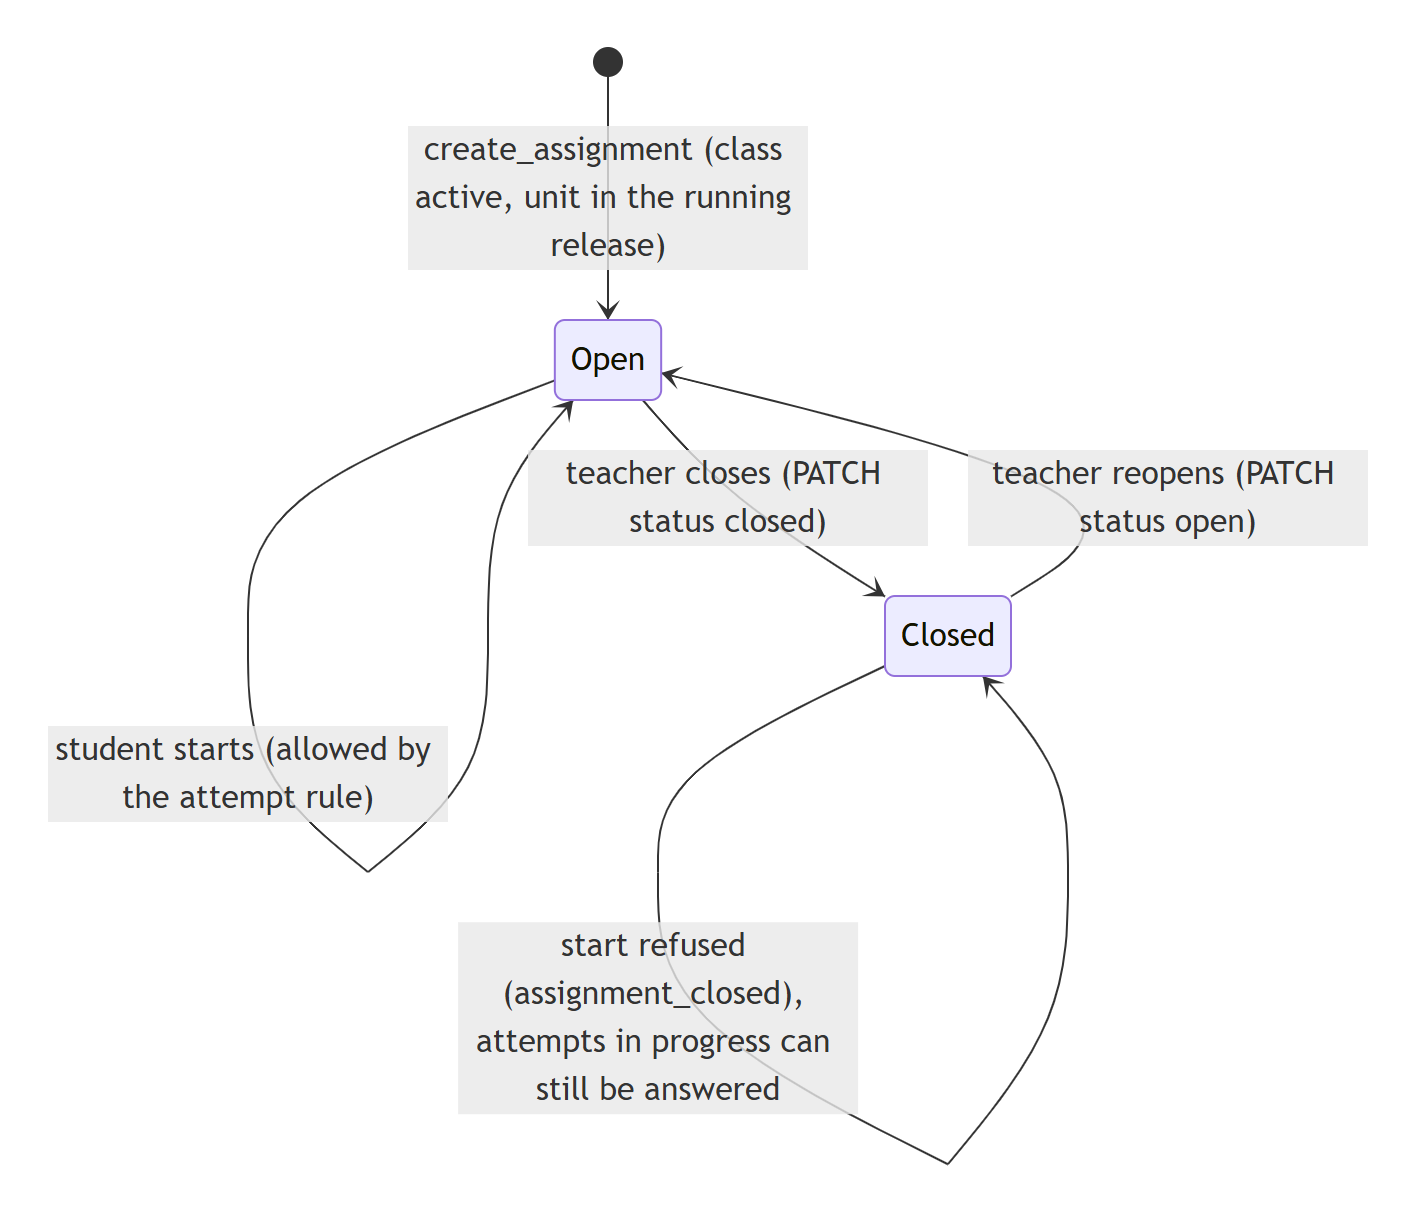 create_assignment (class
active, unit in the running
release)
Open
teacher closes (PATCH
status closed)
teacher reopens (PATCH
status open)
Closed
student starts (allowed by
the attempt rule)
start refused
(assignment_closed),
attempts in progress can
still be answered